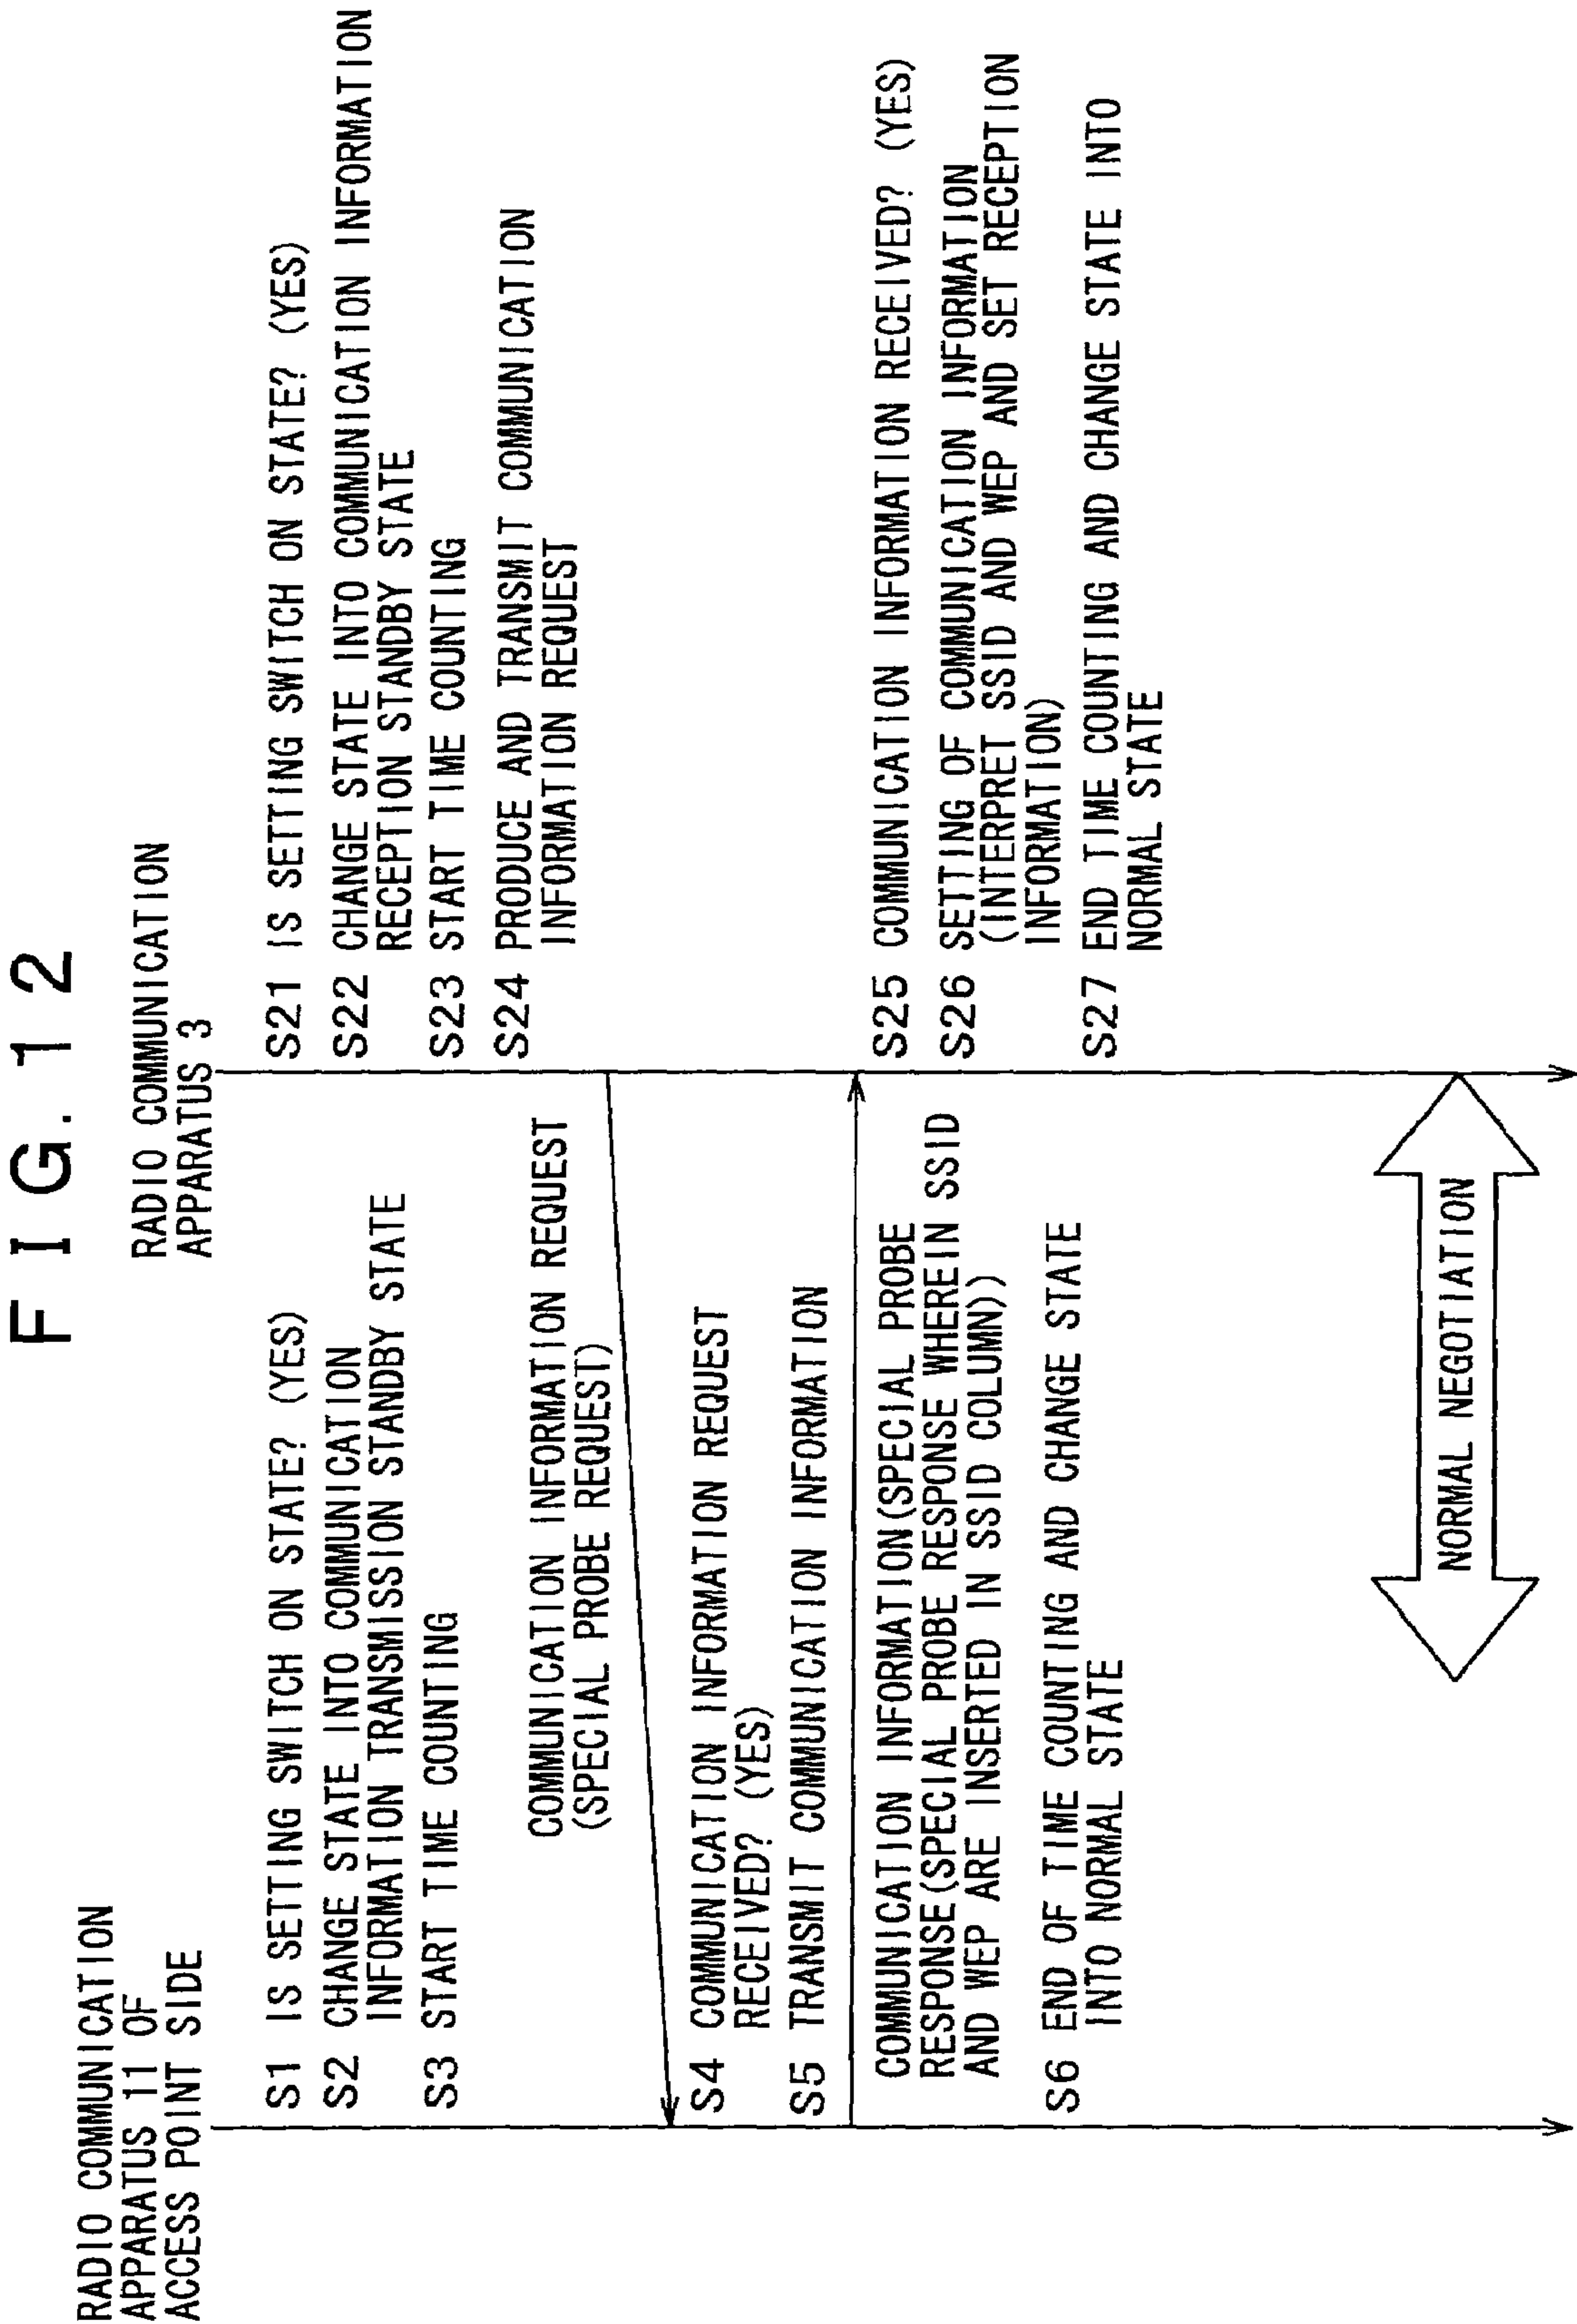 FIG.12
RADIO COMMUNICATION
APPARATUS 11 OF
ACCESS POINT SIDE
RADIO COMMUNICATION
APPARATUS 3
S1 IS SETTING SWITCH ON STATE? (YES)
S2 CHANGE STATE INTO COMMUNICATION
INFORMATION TRANSMISSION STANDBY STATE
S3 START TIME COUNTING
S21 IS SETTING SWITCH ON STATE? (YES)
S22 CHANGE STATE INTO COMMUNICATION INFORMATION
RECEPTION STANDBY STATE
S23 START TIME COUNTING
S24 PRODUCE AND TRANSMIT COMMUNICATION
INFORMATION REQUEST
COMMUNICATION INFORMATION REQUEST
(SPECIAL PROBE REQUEST)
S4 COMMUNICATION INFORMATION REQUEST
RECEIVED? (YES)
S5 TRANSMIT COMMUNICATION INFORMATION
COMMUNICATION INFORMATION(SPECIAL PROBE
RESPONSE(SPECIAL PROBE RESPONSE WHEREIN SSID
AND WEP ARE INSERTED IN SSID COLUMN))
S6 END OF TIME COUNTING AND CHANGE STATE
INTO NORMAL STATE
S25 COMMUNICATION INFORMATION RECEIVED? (YES)
S26 SETTING OF COMMUNICATION INFORMATION
(INTERPRET SSID AND WEP AND SET RECEPTION
INFORMATION)
S27 END TIME COUNTING AND CHANGE STATE INTO
NORMAL STATE
NORMAL NEGOTIATION